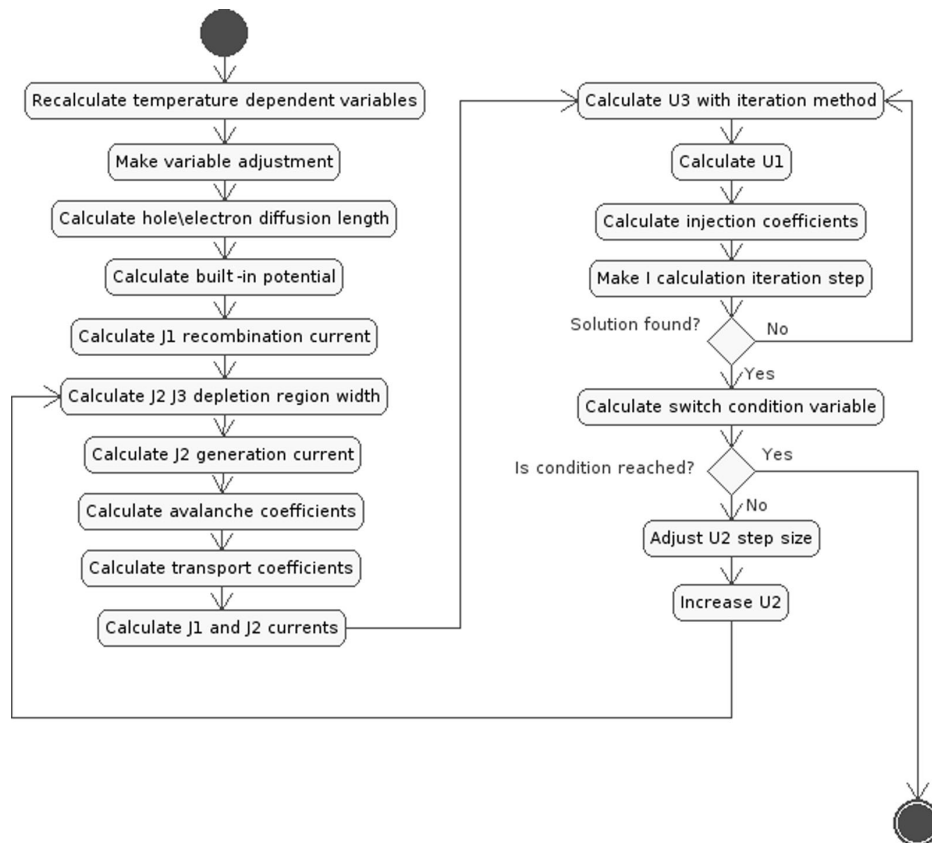 Recalculate temperature dependent variables
Make variable adjustment
Calculate hole\electron diffusion length
Calculate built-in potential
Calculate J1 recombination current
Calculate J2 J3 depletion region width
Calculate J2 generation current
Calculate avalanche coefficients
Calculate transport coefficients
Calculate J1 and J2 currents
Calculate U3 with iteration method
Calculate U1
Calculate injection coefficients
Make I calculation iteration step
Solution found?
No
Yes
Calculate switch condition variable
Is condition reached?
Yes
No
Adjust U2 step size
Increase U2